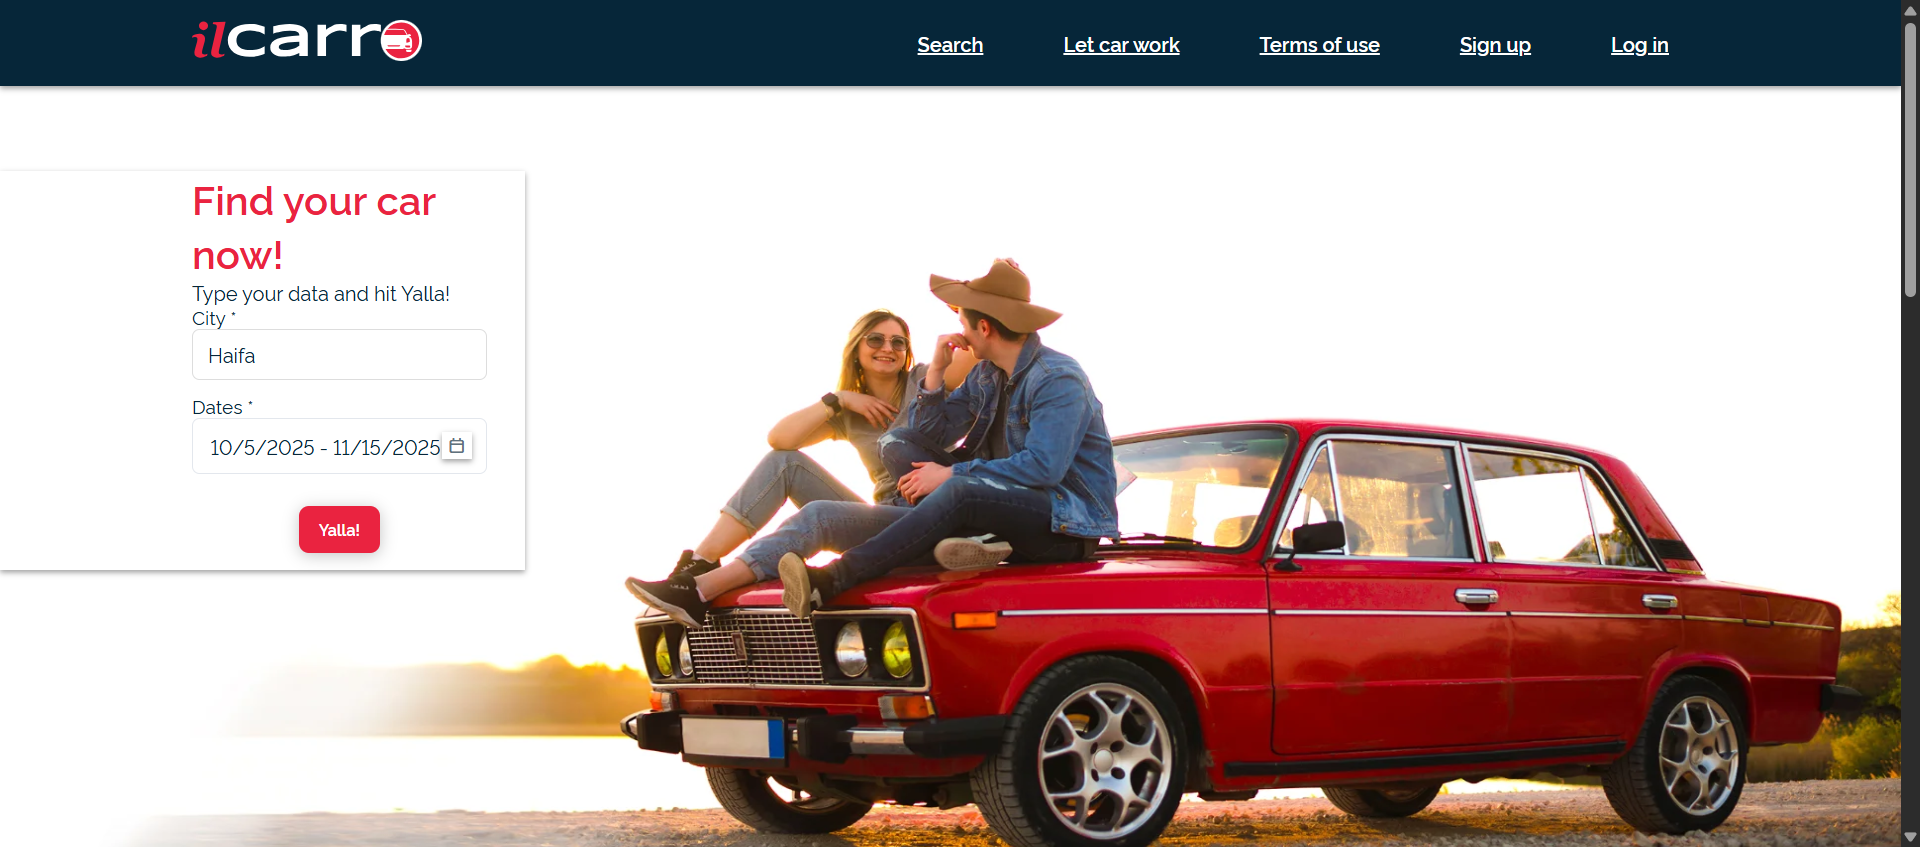 ilcarro
Search
Let car work
Terms of use
Sign up
Log in
Find your car
now!
Type your data and hit Yalla!
City *
Haifa
Dates *
10/5/2025 - 11/15/2025
Yalla!